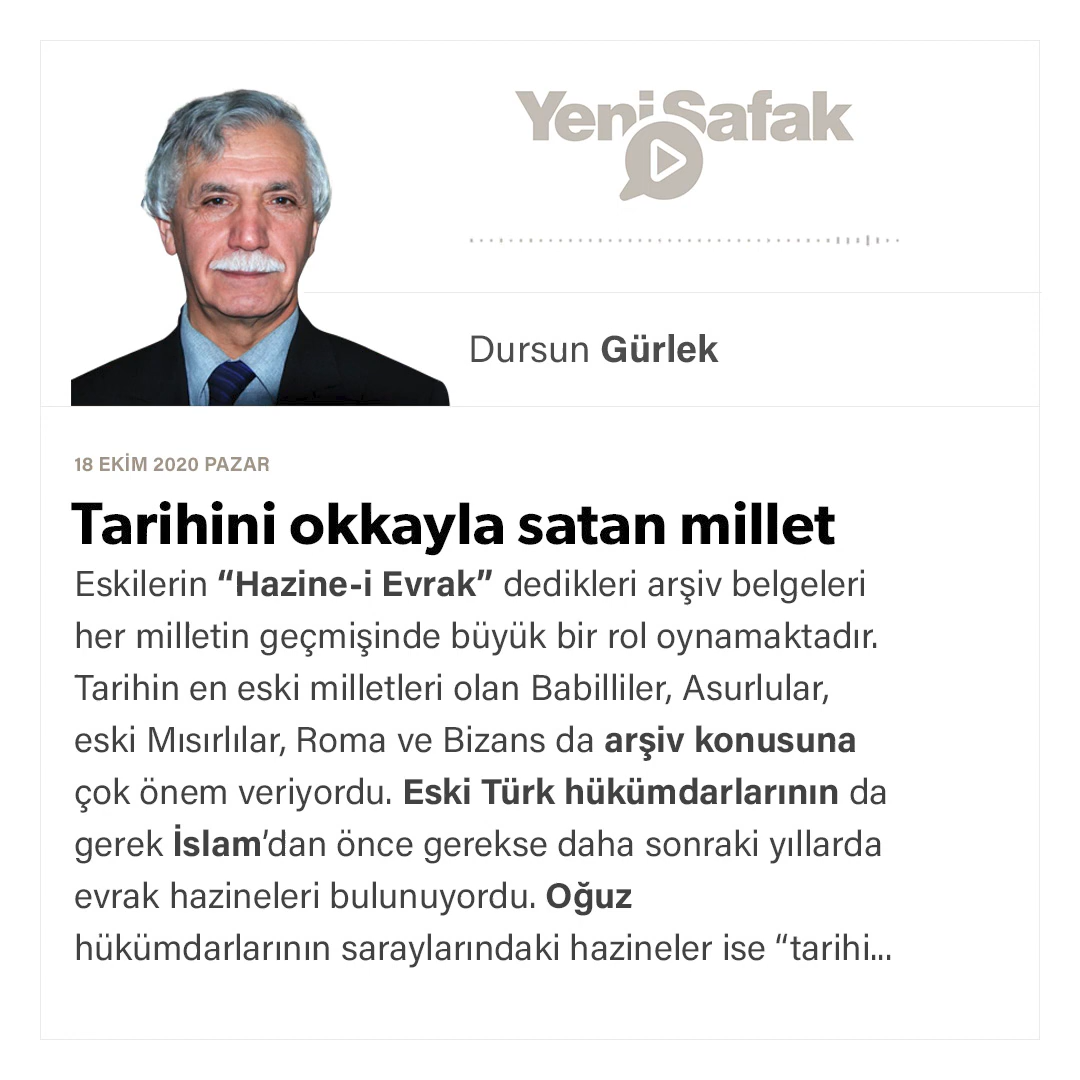 Yeni Şafak
Dursun Gürlek
18 EKİM 2020 PAZAR
Tarihini okkayla satan millet
Eskilerin “Hazine-i Evrak” dedikleri arşiv belgeleri
her milletin geçmişinde büyük bir rol oynamaktadır.
Tarihin en eski milletleri olan Babilliler, Asurlular,
eski Mısırlılar, Roma ve Bizans da arşiv konusuna
çok önem veriyordu. Eski Türk hükümdarlarının da
gerek İslam’dan önce gerekse daha sonraki yıllarda
evrak hazineleri bulunuyordu. Oğuz
hükümdarlarının saraylarındaki hazineler ise “tarihi...